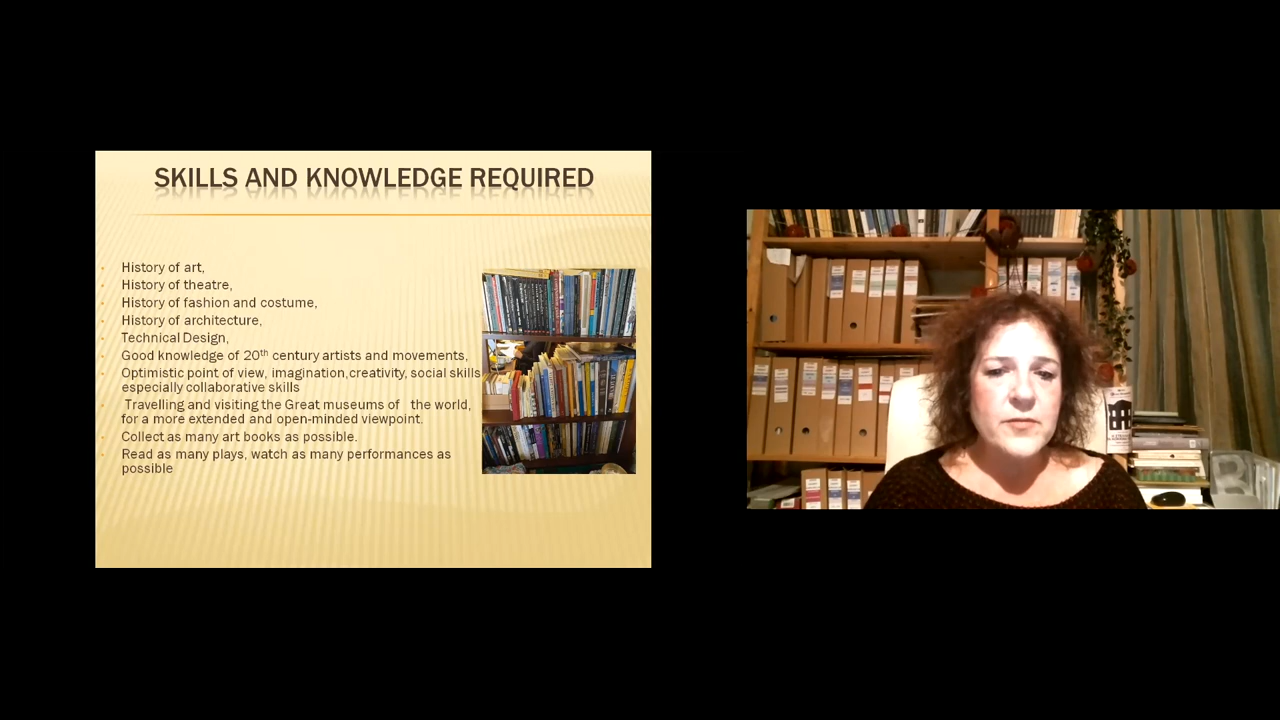 SKILLS AND KNOWLEDGE REQUIRED
History of art,
History of theatre,
History of fashion and costume,
History of architecture,
Technical Design,
Good knowledge of 20th century artists and movements,
Optimistic point of view, imagination,creativity, social skills
especially collaborative skills
Travelling and visiting the Great museums of the world,
for a more extended and open-minded viewpoint.
Collect as many art books as possible.
Read as many plays, watch as many performances as
possible